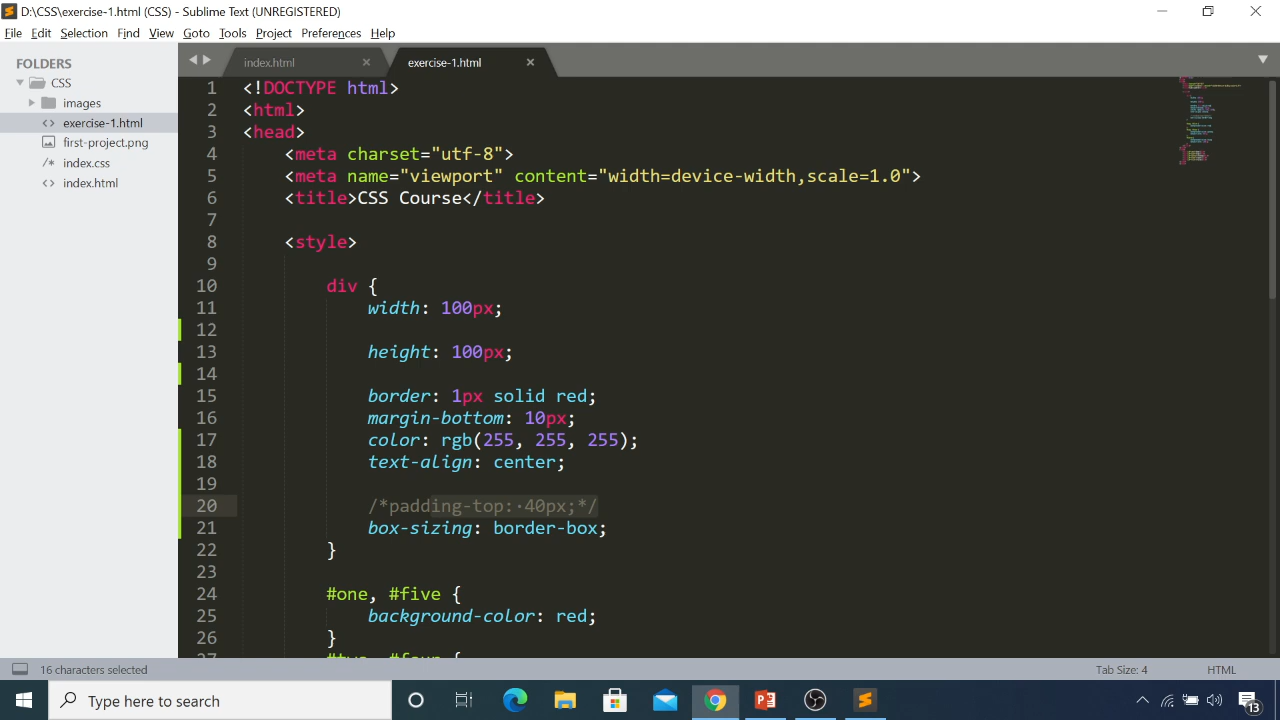 D:\CSS\exercise-1.html (CSS) - Sublime Text (UNREGISTERED)
File Edit Selection Find View Goto Tools Project Preferences Help
FOLDERS
CSS
images
exercise-1.html
first-project.png
index.css
index.html
index.html
exercise-1.html
1 <!DOCTYPE html>
2 <html>
3 <head>
4 <meta charset="utf-8">
5 <meta name="viewport" content="width=device-width,scale=1.0">
6 <title>CSS Course</title>
7
8 <style>
9
10 div {
11 width: 100px;
12
13 height: 100px;
14
15 border: 1px solid red;
16 margin-bottom: 10px;
17 color: rgb(255, 255, 255);
18 text-align: center;
19
20 /*padding-top:·40px;*/
21 box-sizing: border-box;
22 }
23
24 #one, #five {
25 background-color: red;
26 }
27 #two, #four {
16 characters selected
Tab Size: 4
HTML
Type here to search
13